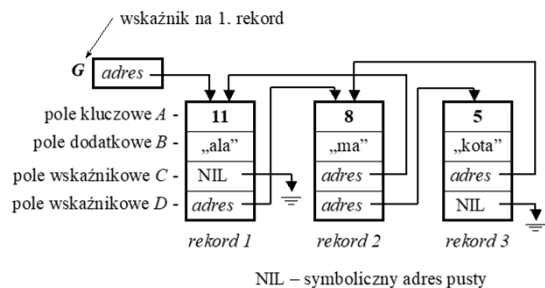 wskaźnik na 1. rekord
G adres
pole kluczowe A - 11 8 5
pole dodatkowe B - „ala” „ma” „kota”
pole wskaźnikowe C - NIL adres adres
pole wskaźnikowe D - adres adres NIL
rekord 1 rekord 2 rekord 3
NIL – symboliczny adres pusty